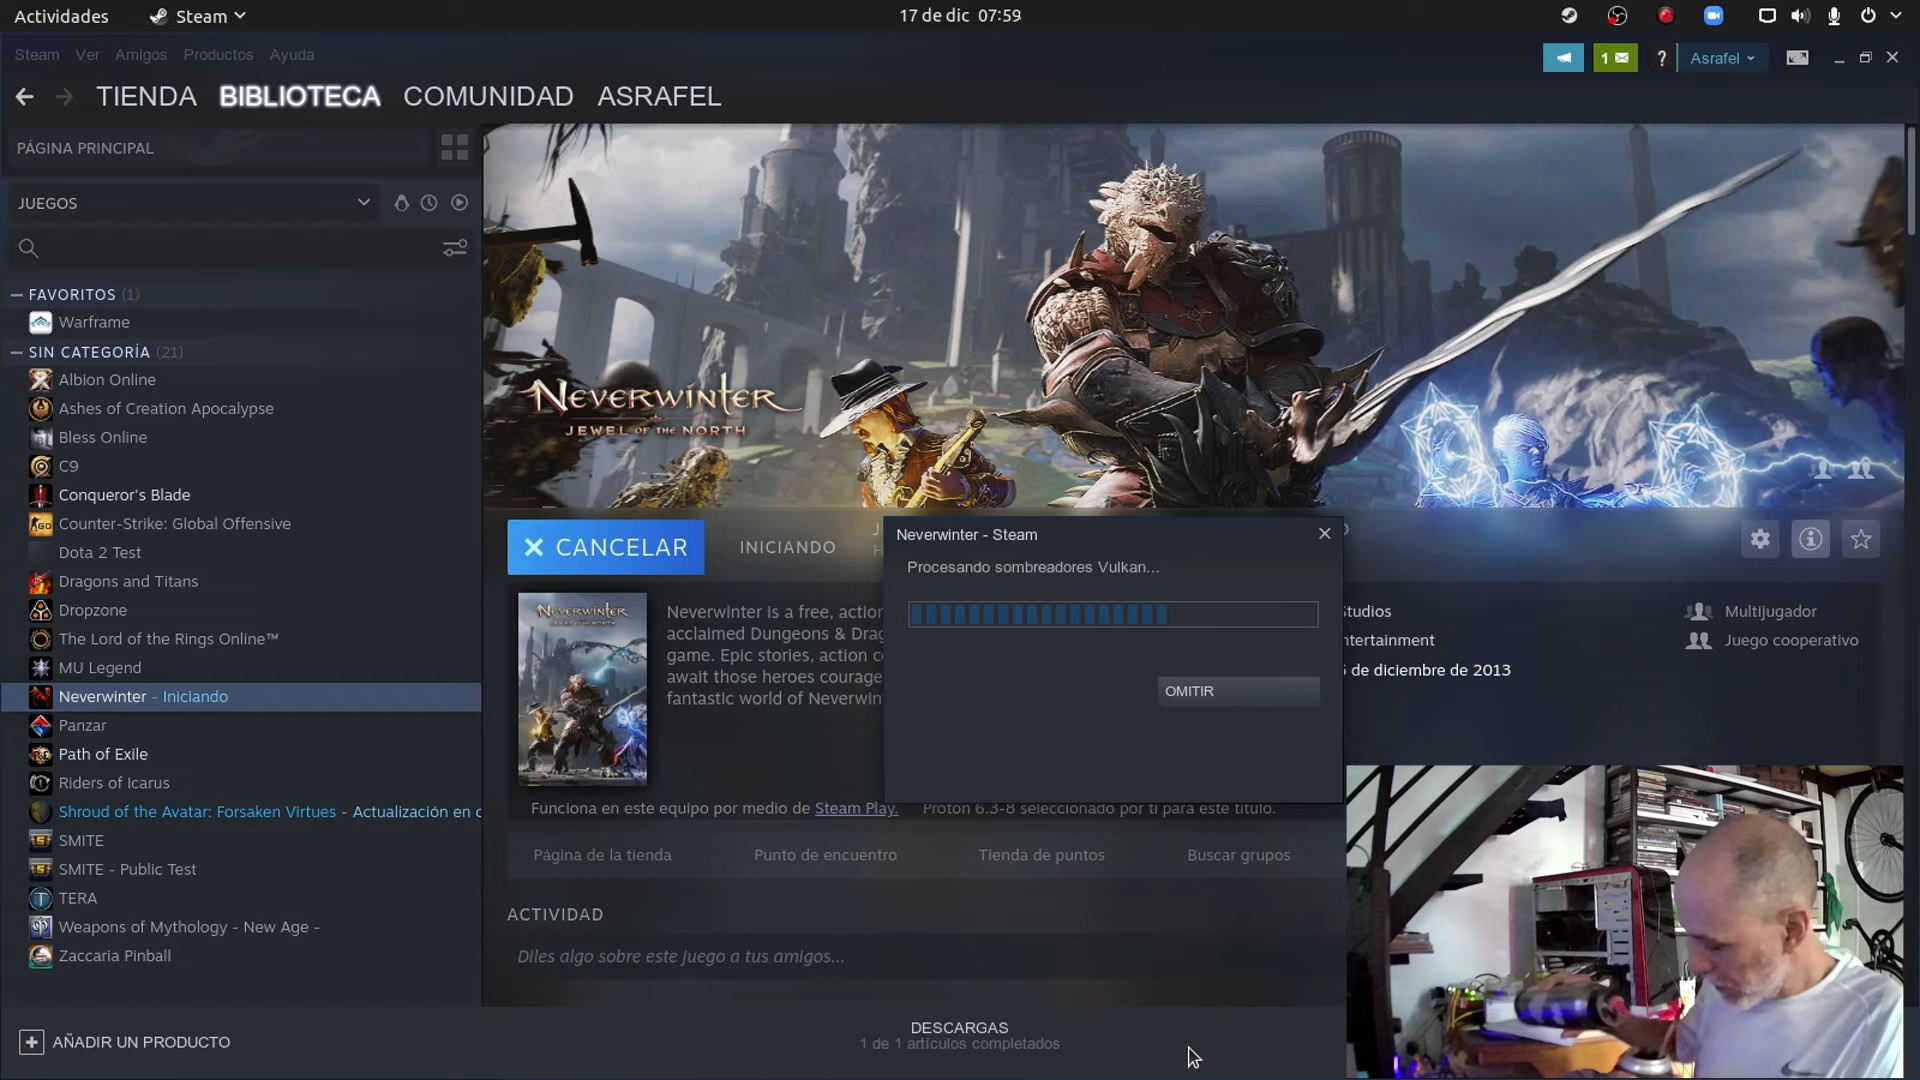 Actividades
Steam
17 de dic 07:59
Steam Ver Amigos Productos Ayuda
1
?
Asrafel
TIENDA BIBLIOTECA COMUNIDAD ASRAFEL
PÁGINA PRINCIPAL
JUEGOS
FAVORITOS (1)
Warframe
SIN CATEGORÍA (21)
Albion Online
Ashes of Creation Apocalypse
Bless Online
C9
Conqueror's Blade
Counter-Strike: Global Offensive
Dota 2 Test
Dragons and Titans
Dropzone
The Lord of the Rings Online™
MU Legend
Neverwinter - Iniciando
Panzar
Path of Exile
Riders of Icarus
Shroud of the Avatar: Forsaken Virtues - Actualización en c
SMITE
SMITE - Public Test
TERA
Weapons of Mythology - New Age -
Zaccaria Pinball
AÑADIR UN PRODUCTO
NEVERWINTER
JEWEL OF THE NORTH
CANCELAR
INICIANDO
Neverwinter - Steam
Procesando sombreadores Vulkan...
OMITIR
NEVERWINTER
Neverwinter is a free, action
acclaimed Dungeons & Drag
game. Epic stories, action c
await those heroes courage
fantastic world of Neverwin
Studios
ntertainment
5 de diciembre de 2013
Multijugador
Juego cooperativo
Funciona en este equipo por medio de Steam Play. Proton 6.3-8 seleccionado por ti para este título.
Página de la tienda
Punto de encuentro
Tienda de puntos
Buscar grupos
ACTIVIDAD
Diles algo sobre este juego a tus amigos...
DESCARGAS
1 de 1 artículos completados